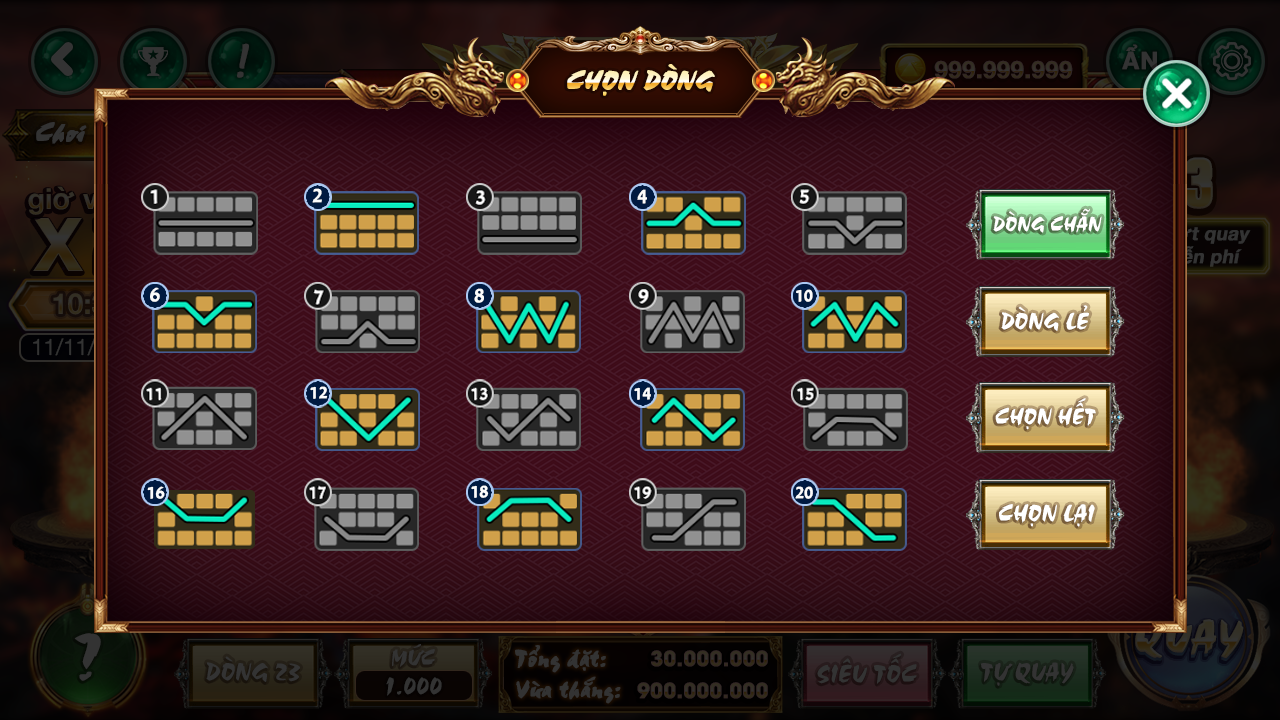 CHỌN DÒNG
ẨN
999.999.999
Chơi
giờ v
X
10:
11/11/
3
rt quay
ễn phí
1
2
3
4
5
DÒNG CHẴN
6
7
8
9
10
DÒNG LẺ
11
12
13
14
15
CHỌN HẾT
16
17
18
19
20
CHỌN LẠI
?
DÒNG 23
MỨC
1.000
Tổng đặt: 30.000.000
Vừa thắng: 900.000.000
SIÊU TỐC
TỰ QUAY
QUAY